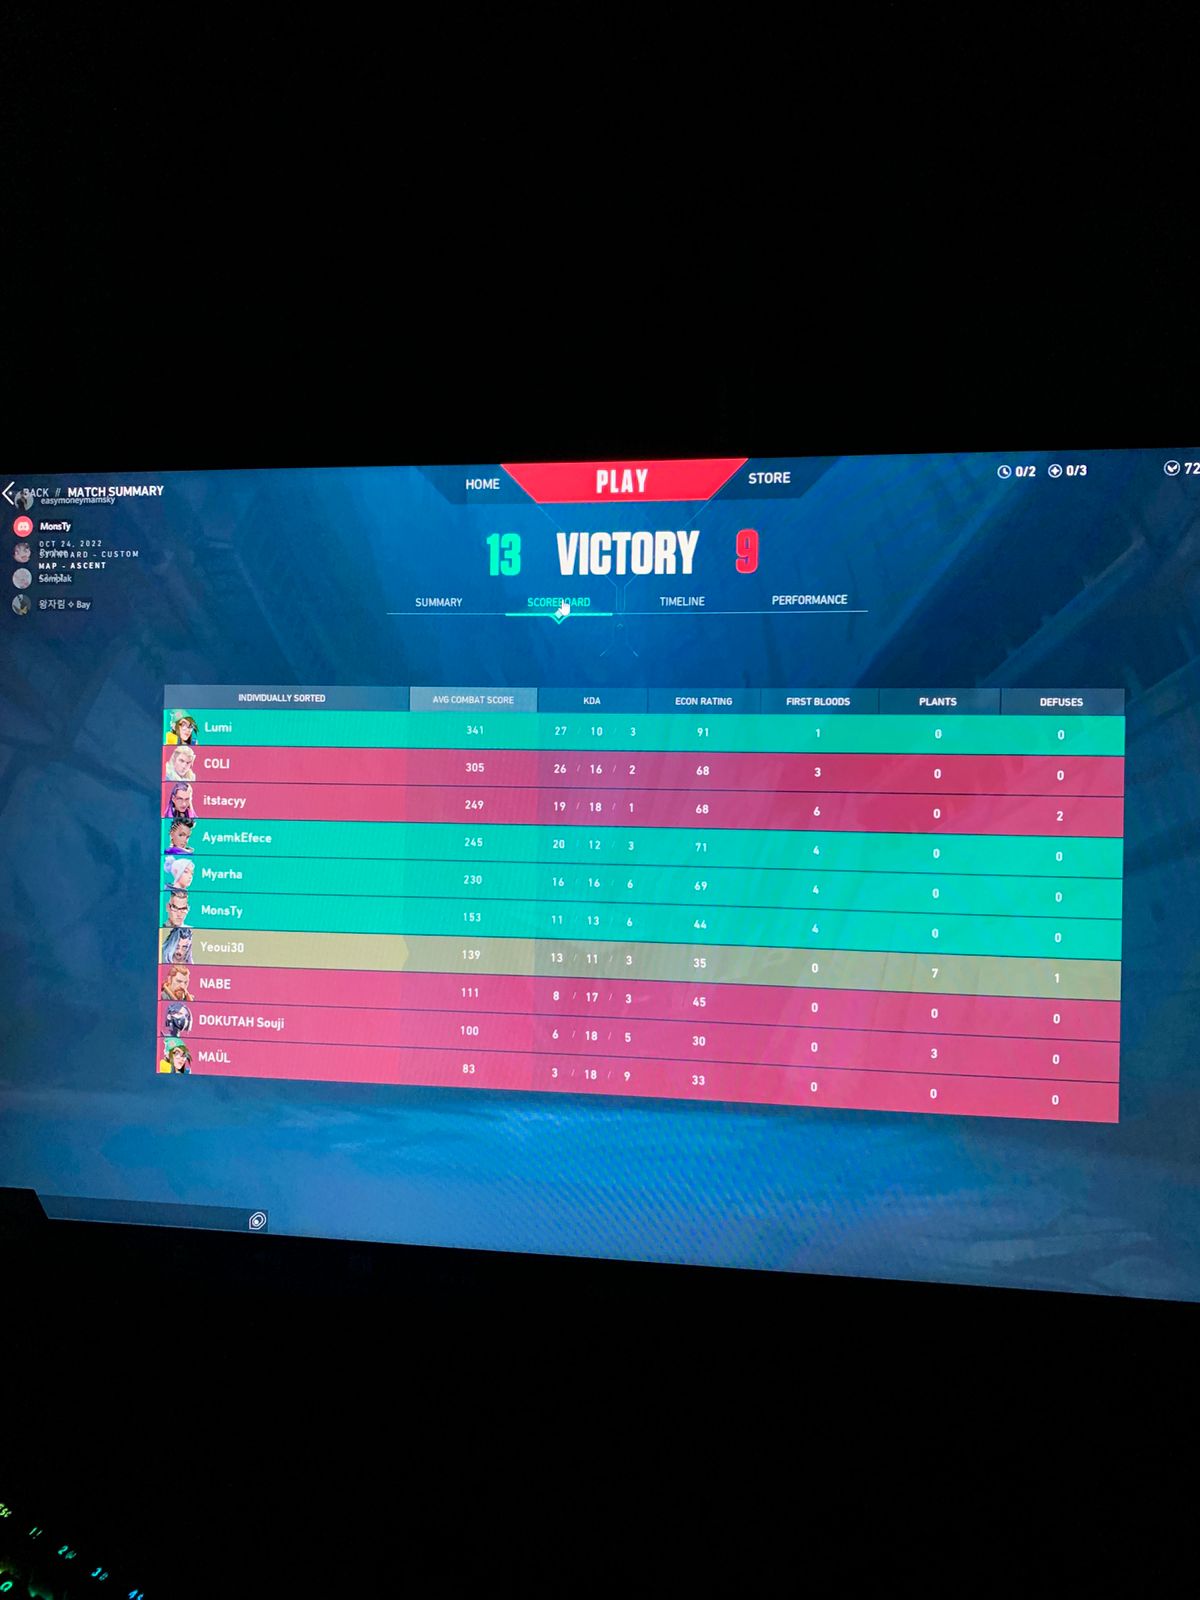 BACK // MATCH SUMMARY
easymoneymamsky
MonsTy
OCT 24, 2022
STANDARD - CUSTOM
MAP - ASCENT
Semplak
왕자림 ✧ Bay
HOME PLAY STORE
0/2 0/3 72
13 VICTORY 9
SUMMARY SCOREBOARD TIMELINE PERFORMANCE
INDIVIDUALLY SORTED AVG COMBAT SCORE KDA ECON RATING FIRST BLOODS PLANTS DEFUSES
Lumi 341 27 / 10 / 3 91 1 0 0
COLI 305 26 / 16 / 2 68 3 0 0
itstacyy 249 19 / 18 / 1 68 6 0 2
AyamkEfece 245 20 / 12 / 3 71 4 0 0
Myarha 230 16 / 16 / 6 69 4 0 0
MonsTy 153 11 / 13 / 6 44 4 0 0
Yeoui30 139 13 / 11 / 3 35 0 7 1
NABE 111 8 / 17 / 3 45 0 0 0
DOKUTAH Souji 100 6 / 18 / 5 30 0 3 0
MAÜL 83 3 / 18 / 9 33 0 0 0